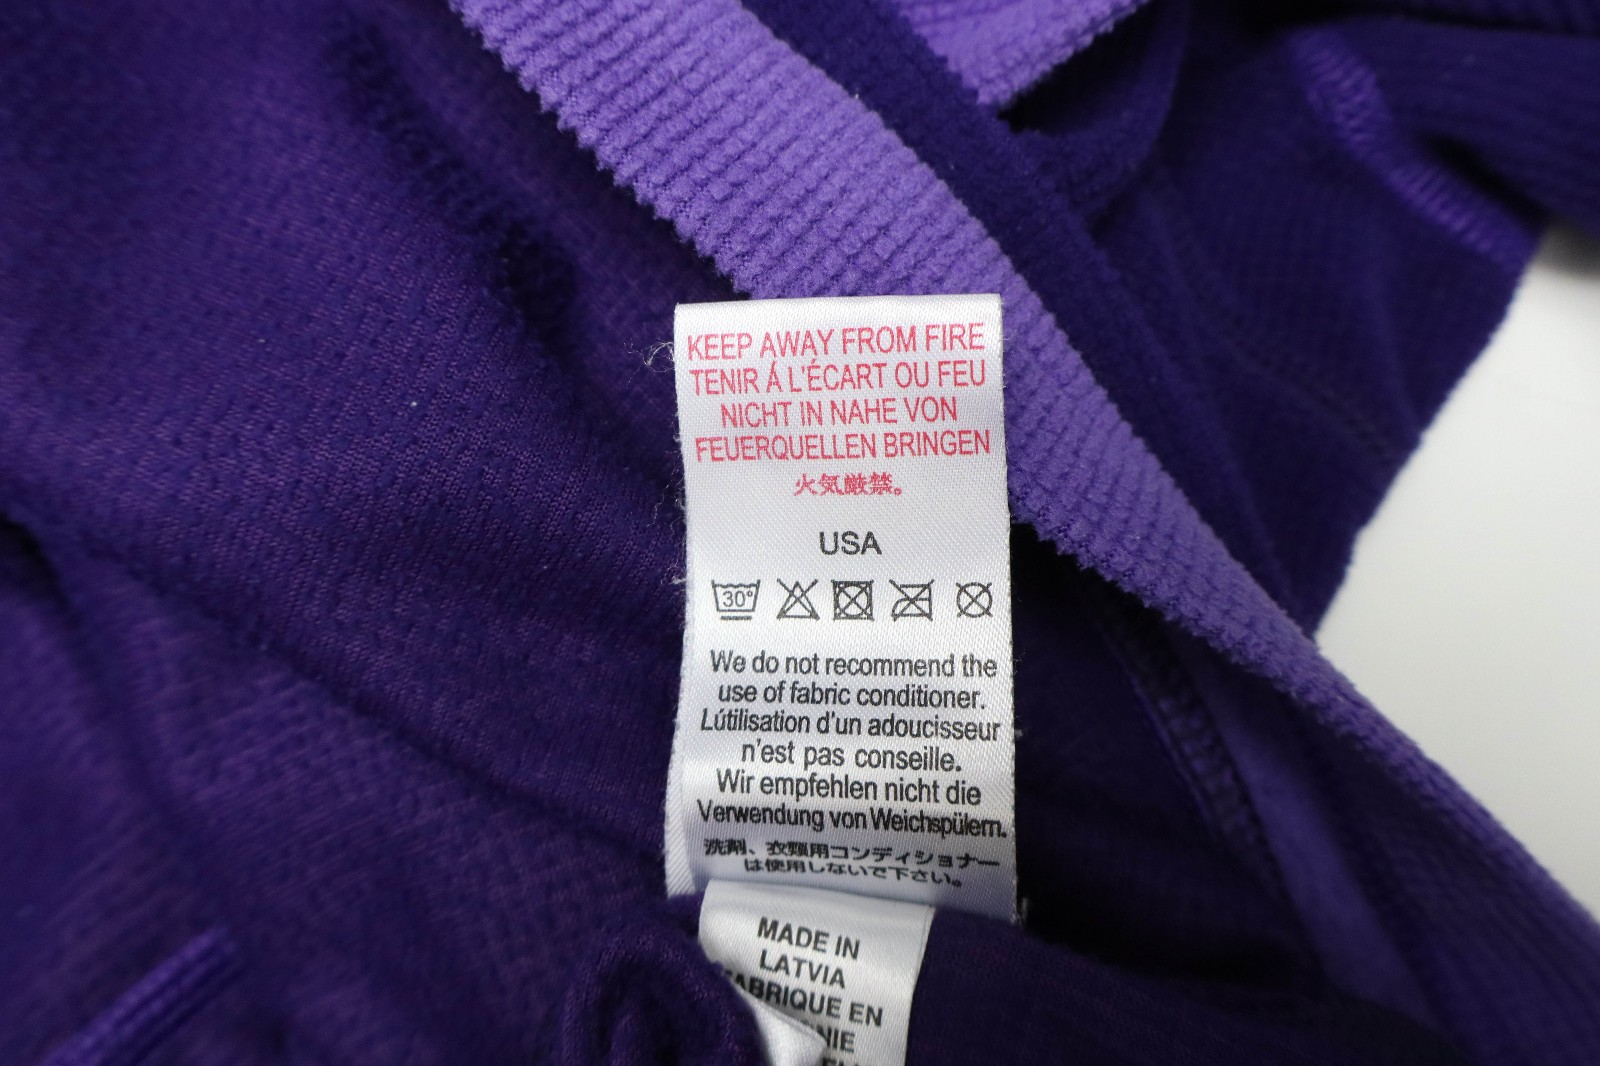 KEEP AWAY FROM FIRE
TENIR Á L'ÉCART OU FEU
NICHT IN NAHE VON
FEUERQUELLEN BRINGEN
火気厳禁。
USA
30°
We do not recommend the
use of fabric conditioner.
Lútilisation d'un adoucisseur
n'est pas conseille.
Wir empfehlen nicht die
Verwendung von Weichspülern.
洗剤、衣類用コンディショナー
は使用しないで下さい。
MADE IN
LATVIA
FABRIQUE EN